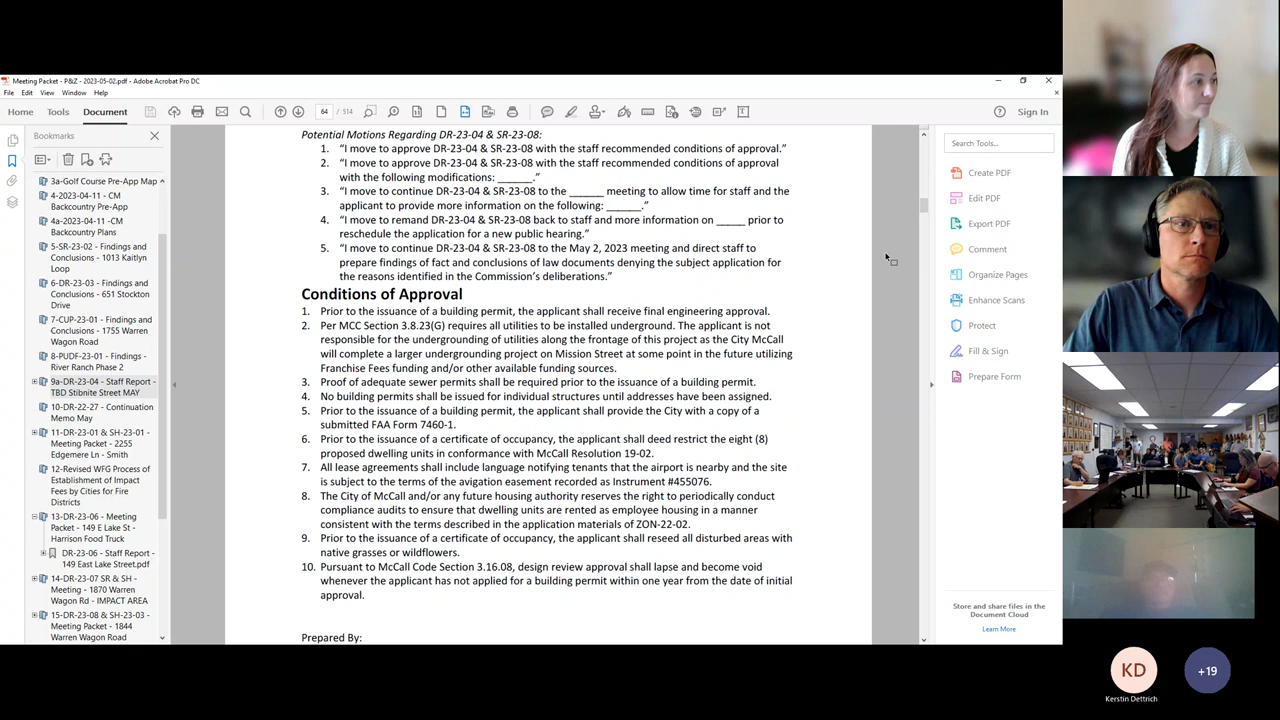 Meeting Packet - P&Z - 2023-05-02.pdf - Adobe Acrobat Pro DC
File Edit View Window Help
Home Tools Document 64 / 514 Sign In
Bookmarks
3a-Golf Course Pre-App Map
4-2023-04-11 - CM
Backcountry Pre-App
4a-2023-04-11 -CM
Backcountry Plans
5-SR-23-02 - Findings and
Conclusions - 1013 Kaitlyn
Loop
6-DR-23-03 - Findings and
Conclusions - 651 Stockton
Drive
7-CUP-23-01 - Findings and
Conclusions - 1755 Warren
Wagon Road
8-PUDF-23-01 - Findings -
River Ranch Phase 2
9a-DR-23-04 - Staff Report -
TBD Stibnite Street MAY
10-DR-22-27 - Continuation
Memo May
11-DR-23-01 & SH-23-01 -
Meeting Packet - 2255
Edgemere Ln - Smith
12-Revised WFG Process of
Establishment of Impact
Fees by Cities for Fire
Districts
13-DR-23-06 - Meeting
Packet - 149 E Lake St -
Harrison Food Truck
DR-23-06 - Staff Report -
149 East Lake Street.pdf
14-DR-23-07 SR & SH -
Meeting - 1870 Warren
Wagon Rd - IMPACT AREA
15-DR-23-08 & SH-23-03 -
Meeting Packet - 1844
Warren Wagon Road
Potential Motions Regarding DR-23-04 & SR-23-08:
1. “I move to approve DR-23-04 & SR-23-08 with the staff recommended conditions of approval.”
2. “I move to approve DR-23-04 & SR-23-08 with the staff recommended conditions of approval
with the following modifications: ______.”
3. “I move to continue DR-23-04 & SR-23-08 to the ______ meeting to allow time for staff and the
applicant to provide more information on the following: ______.”
4. “I move to remand DR-23-04 & SR-23-08 back to staff and more information on _____ prior to
reschedule the application for a new public hearing.”
5. “I move to continue DR-23-04 & SR-23-08 to the May 2, 2023 meeting and direct staff to
prepare findings of fact and conclusions of law documents denying the subject application for
the reasons identified in the Commission’s deliberations.”
Conditions of Approval
1. Prior to the issuance of a building permit, the applicant shall receive final engineering approval.
2. Per MCC Section 3.8.23(G) requires all utilities to be installed underground. The applicant is not
responsible for the undergrounding of utilities along the frontage of this project as the City McCall
will complete a larger undergrounding project on Mission Street at some point in the future utilizing
Franchise Fees funding and/or other available funding sources.
3. Proof of adequate sewer permits shall be required prior to the issuance of a building permit.
4. No building permits shall be issued for individual structures until addresses have been assigned.
5. Prior to the issuance of a building permit, the applicant shall provide the City with a copy of a
submitted FAA Form 7460-1.
6. Prior to the issuance of a certificate of occupancy, the applicant shall deed restrict the eight (8)
proposed dwelling units in conformance with McCall Resolution 19-02.
7. All lease agreements shall include language notifying tenants that the airport is nearby and the site
is subject to the terms of the avigation easement recorded as Instrument #455076.
8. The City of McCall and/or any future housing authority reserves the right to periodically conduct
compliance audits to ensure that dwelling units are rented as employee housing in a manner
consistent with the terms described in the application materials of ZON-22-02.
9. Prior to the issuance of a certificate of occupancy, the applicant shall reseed all disturbed areas with
native grasses or wildflowers.
10. Pursuant to McCall Code Section 3.16.08, design review approval shall lapse and become void
whenever the applicant has not applied for a building permit within one year from the date of initial
approval.
Prepared By:
Search Tools...
Create PDF
Edit PDF
Export PDF
Comment
Organize Pages
Enhance Scans
Protect
Fill & Sign
Prepare Form
Store and share files in the
Document Cloud
Learn More
KD
Kerstin Dettrich
+19